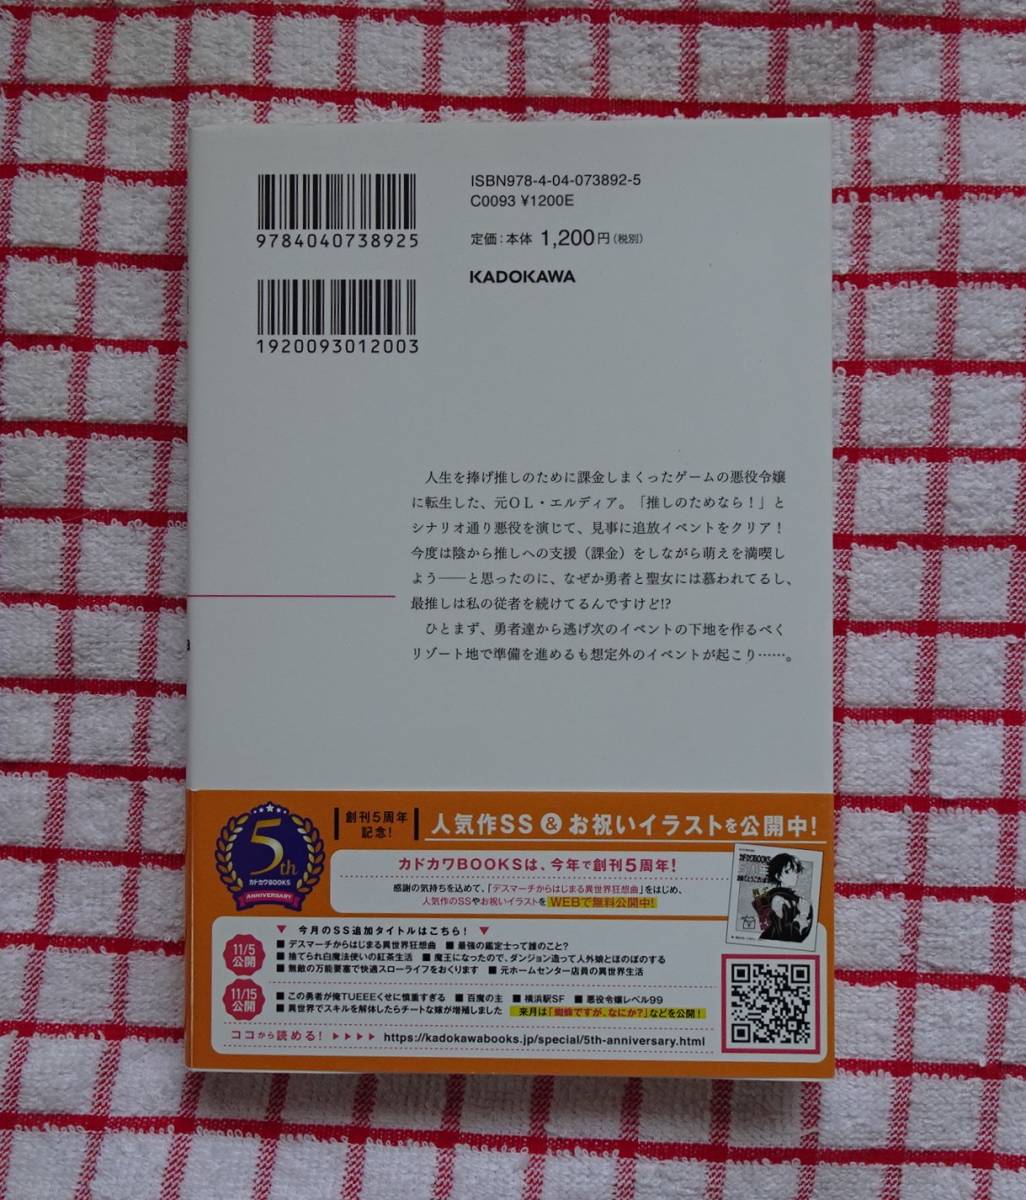 9784040738925
1920093012003
ISBN978-4-04-073892-5
C0093 ¥1200E
定価:本体 1,200円(税別)
KADOKAWA
人生を捧げ推しのために課金しまくったゲームの悪役令嬢
に転生した、元OL・エルディア。「推しのためなら!」と
シナリオ通り悪役を演じて、見事に追放イベントをクリア!
今度は陰から推しへの支援(課金)をしながら萌えを満喫し
よう――と思ったのに、なぜか勇者と聖女には慕われてるし、
最推しは私の従者を続けてるんですけど!?
ひとまず、勇者達から逃げ次のイベントの下地を作るべく
リゾート地で準備を進めるも想定外のイベントが起こり……。
5th
カドカワBOOKS
ANNIVERSARY
創刊5周年
記念!
人気作SS&お祝いイラストを公開中!
カドカワBOOKSは、今年で創刊5周年!
感謝の気持ちを込めて、「デスマーチからはじまる異世界狂想曲」をはじめ、
人気作のSSやお祝いイラストを WEBで無料公開中!
▼ 今月のSS追加タイトルはこちら! ▼
11/5
公開
■ デスマーチからはじまる異世界狂想曲 ■ 最強の鑑定士って誰のこと?
■ 捨てられ白魔法使いの紅茶生活 ■ 魔王になったので、ダンジョン造って人外娘とほのぼのする
■ 無敵の万能要塞で快適スローライフをおくります ■ 元ホームセンター店員の異世界生活
11/15
公開
■ この勇者が俺TUEEEくせに慎重すぎる ■ 百魔の主 ■ 横浜駅SF ■ 悪役令嬢レベル99
■ 異世界でスキルを解体したらチートな嫁が増殖しました 来月は「蜘蛛ですが、なにか?」などを公開!
ココから読める! ▶▶▶▶ https://kadokawabooks.jp/special/5th-anniversary.html